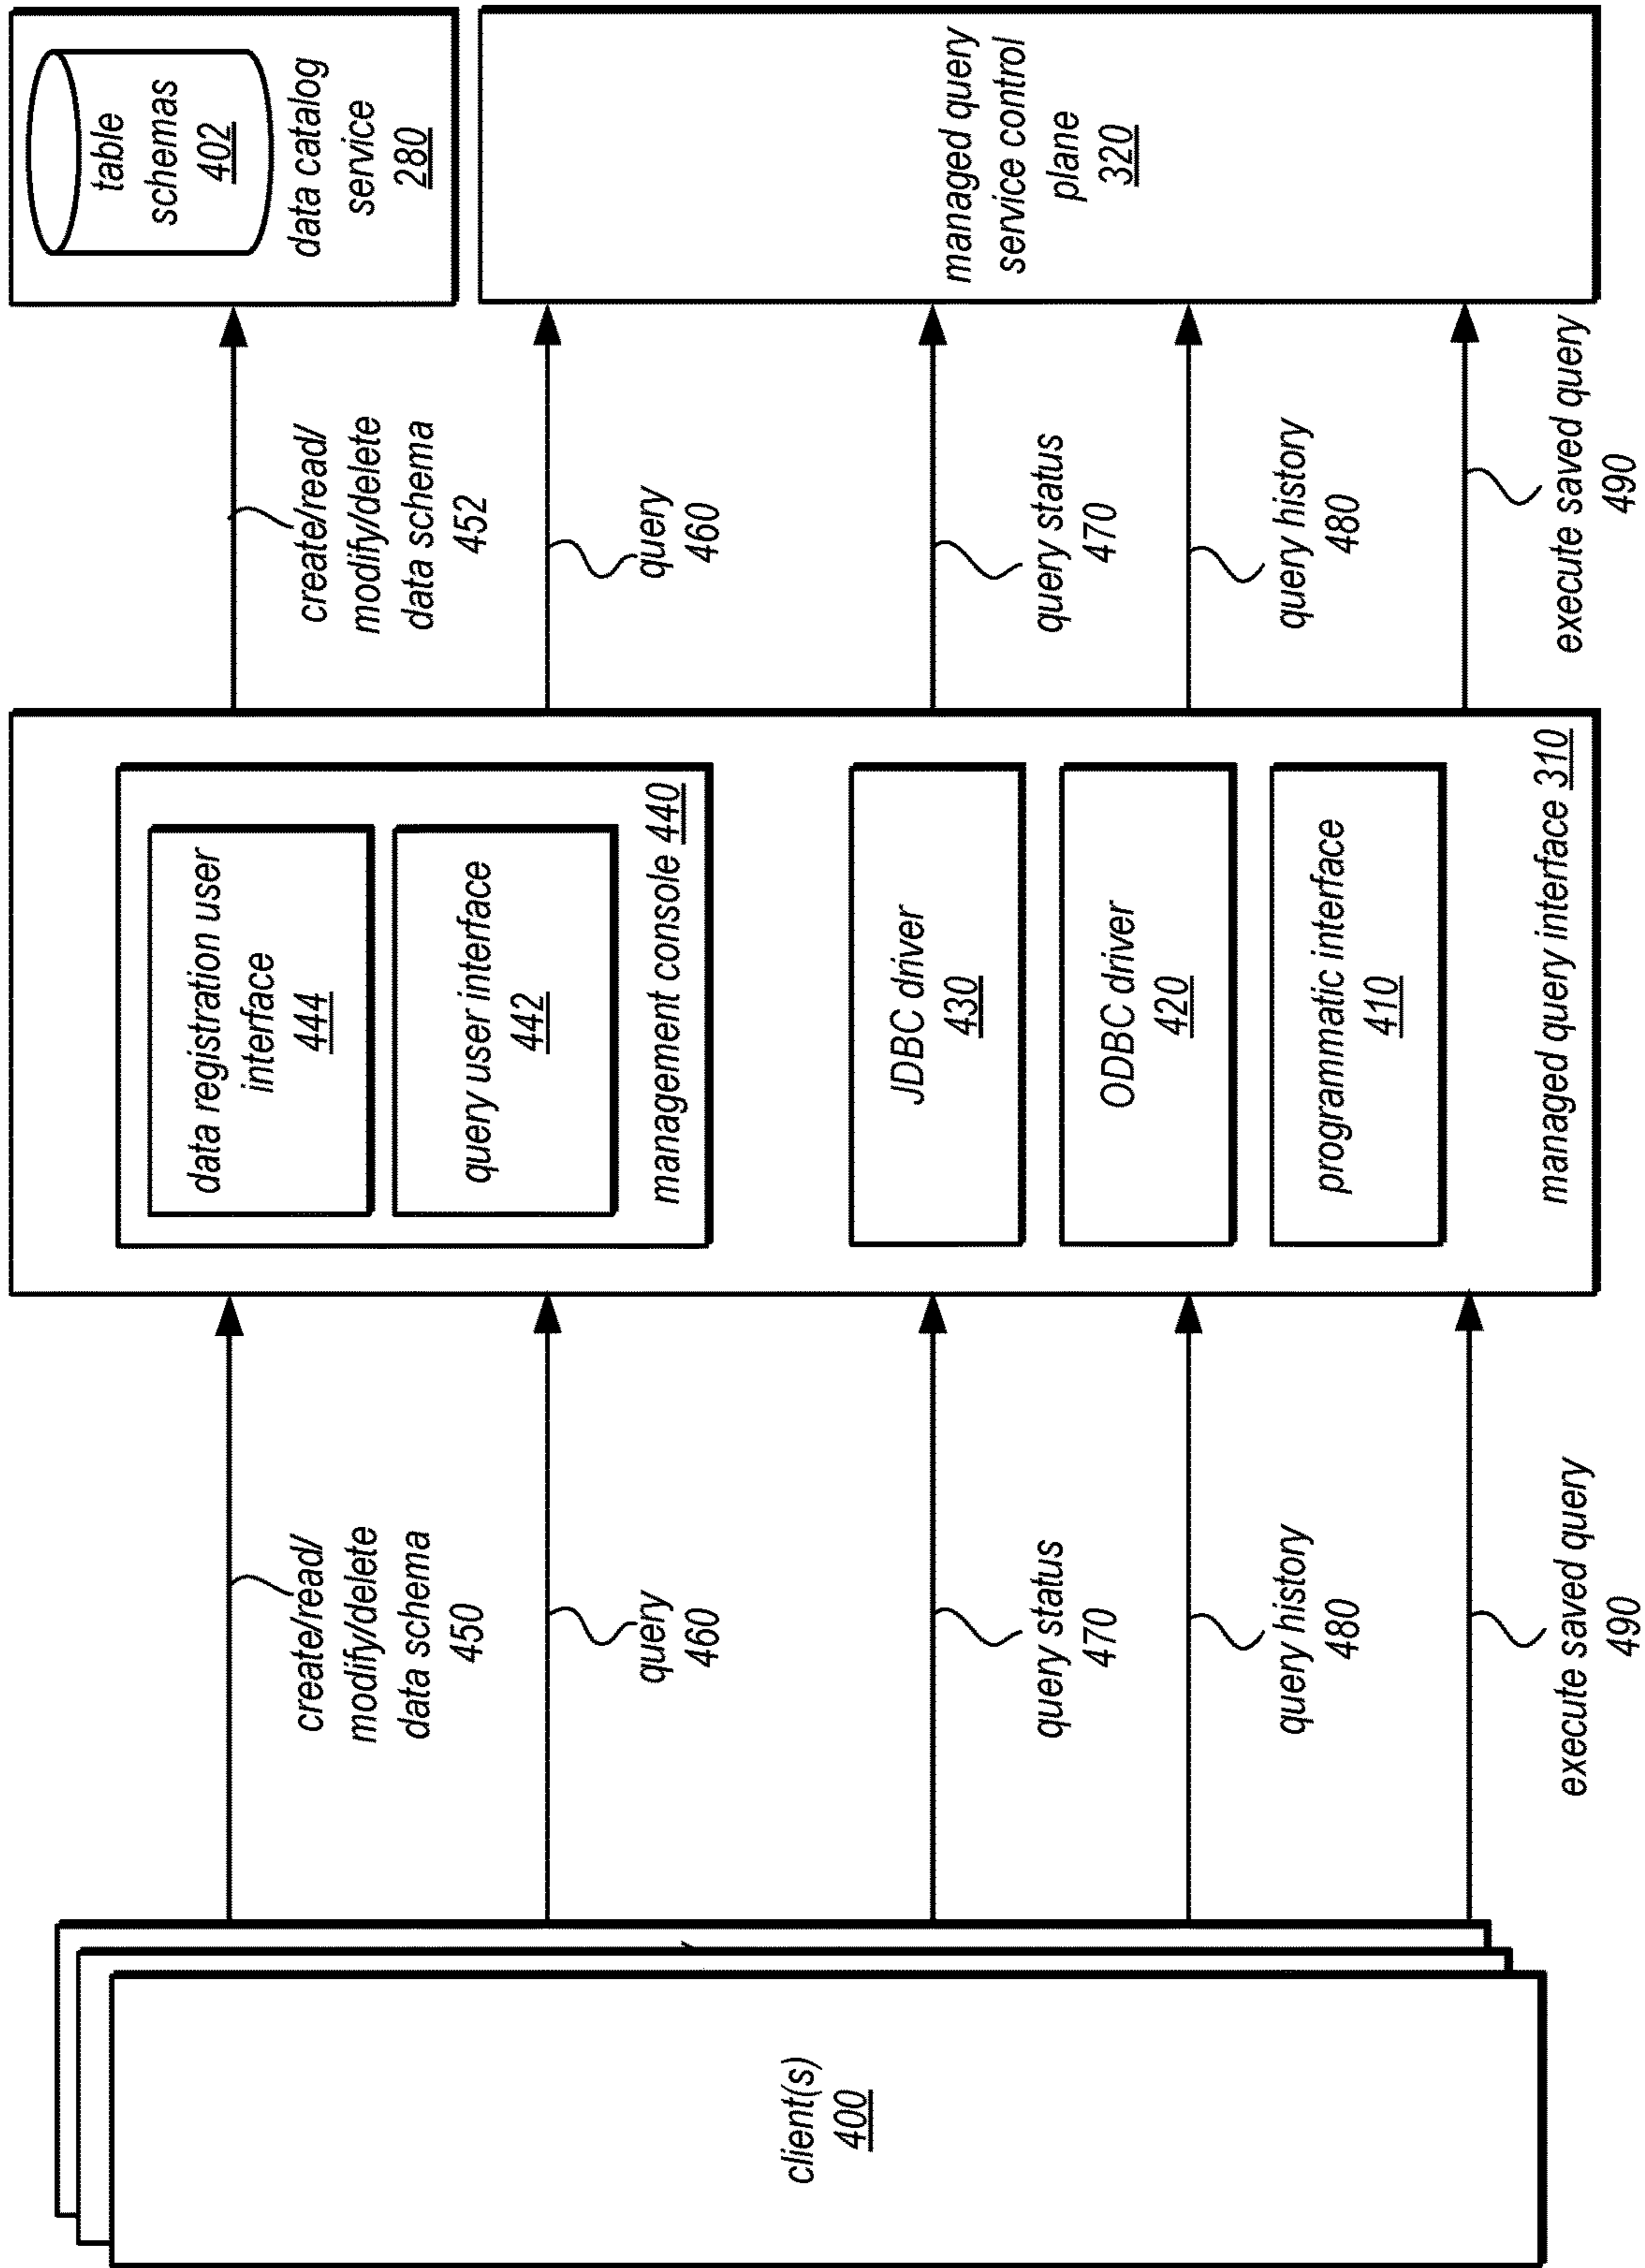 client(s)
400
create/read/
modify/delete
data schema
450
query
460
query status
470
query history
480
execute saved query
490
data registration user
interface
444
query user interface
442
management console 440
JDBC driver
430
ODBC driver
420
programmatic interface
410
managed query interface 310
create/read/
modify/delete
data schema
452
query
460
query status
470
query history
480
execute saved query
490
table
schemas
402
data catalog
service
280
managed query
service control
plane
320